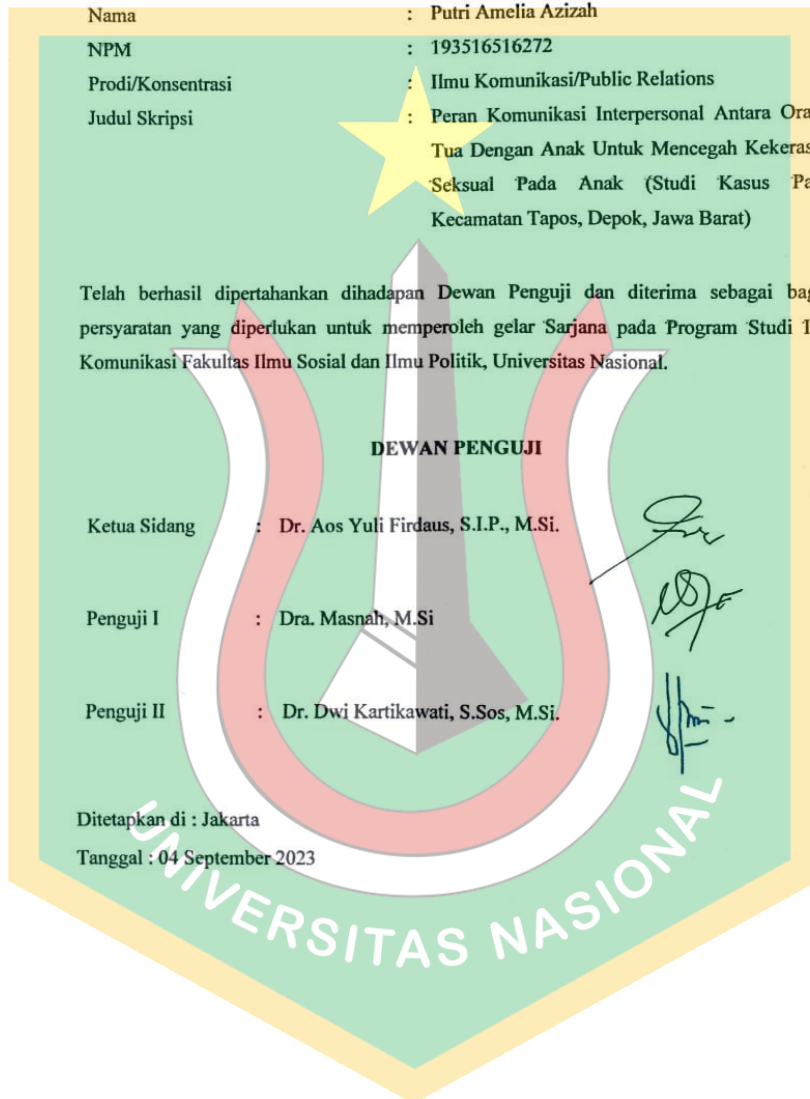 Nama : Putri Amelia Azizah
NPM : 193516516272
Prodi/Konsentrasi : Ilmu Komunikasi/Public Relations
Judul Skripsi : Peran Komunikasi Interpersonal Antara Ora
Tua Dengan Anak Untuk Mencegah Kekeras
Seksual Pada Anak (Studi Kasus Pa
Kecamatan Tapos, Depok, Jawa Barat)
Telah berhasil dipertahankan dihadapan Dewan Penguji dan diterima sebagai bag
persyaratan yang diperlukan untuk memperoleh gelar Sarjana pada Program Studi I
Komunikasi Fakultas Ilmu Sosial dan Ilmu Politik, Universitas Nasional.
DEWAN PENGUJI
Ketua Sidang : Dr. Aos Yuli Firdaus, S.I.P., M.Si.
Penguji I : Dra. Masnah, M.Si
Penguji II : Dr. Dwi Kartikawati, S.Sos, M.Si.
Ditetapkan di : Jakarta
Tanggal : 04 September 2023
UNIVERSITAS NASIONAL